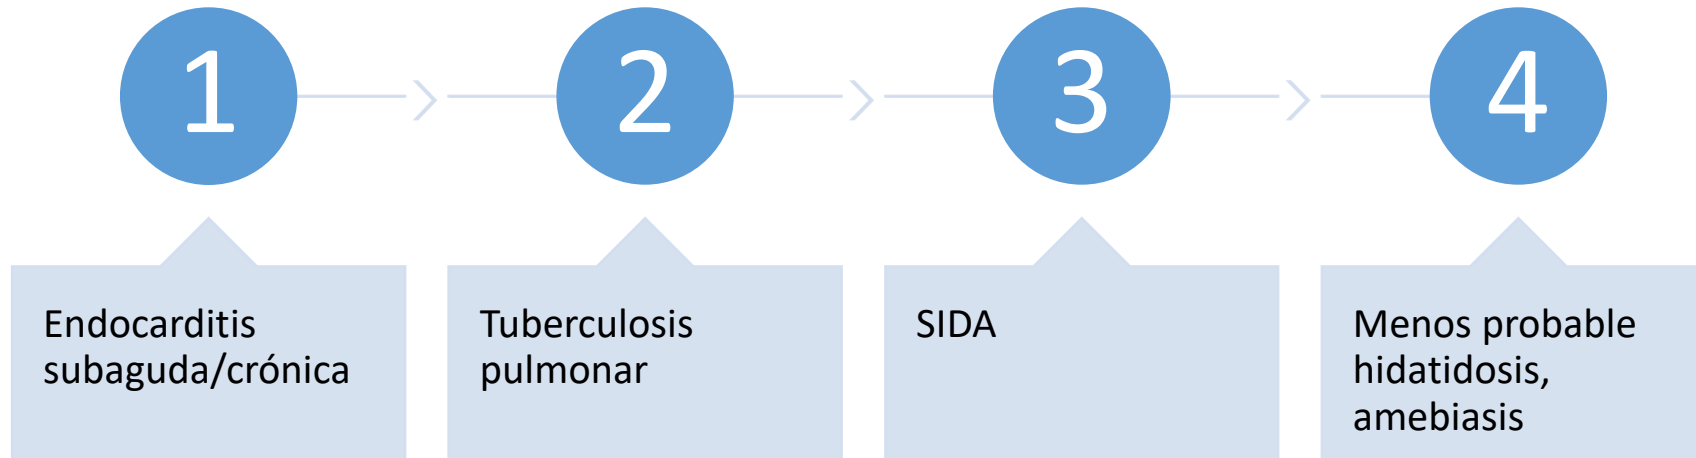 1
2
3
4
Endocarditis
subaguda/crónica
Tuberculosis
pulmonar
SIDA
Menos probable
hidatidosis,
amebiasis